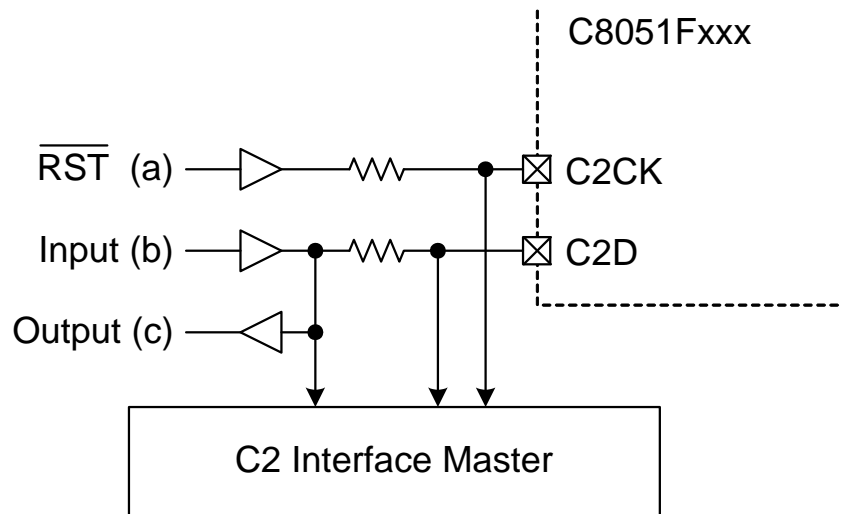 C8051Fxxx
RST (a)
C2CK
Input (b)
C2D
Output (c)
C2 Interface Master